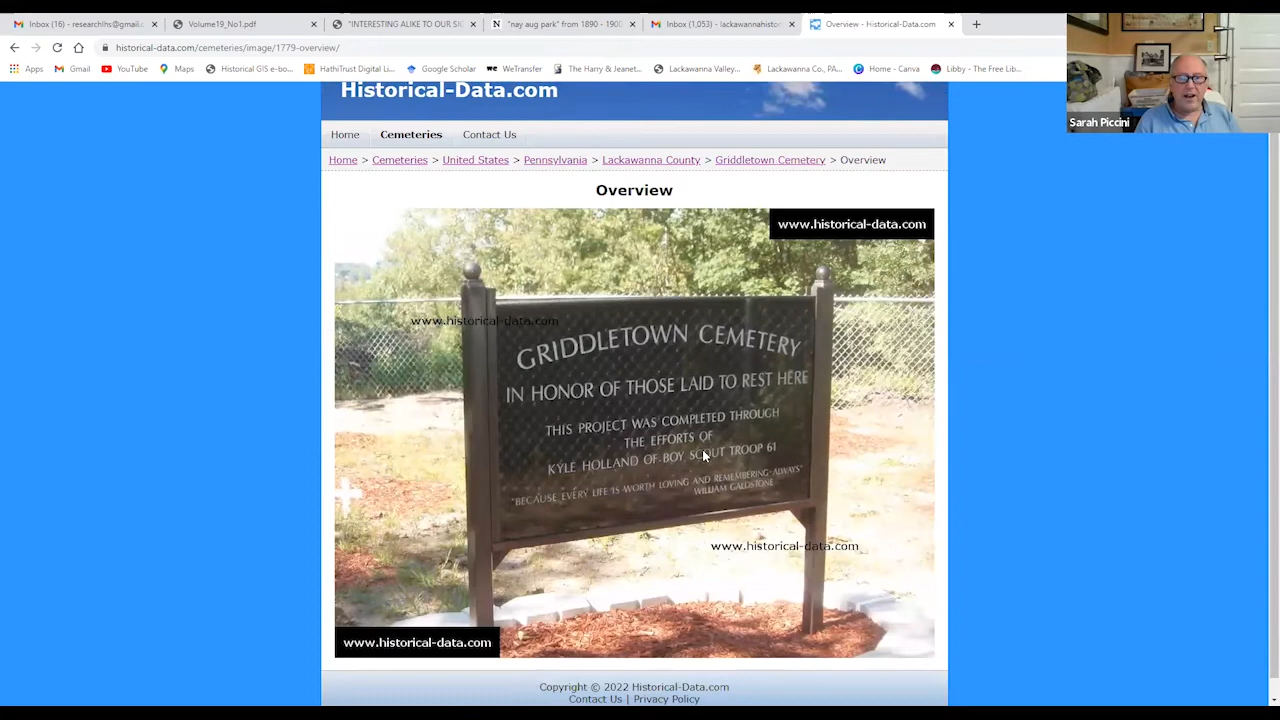 Inbox (16) - researchlhs@gmail.c
Volume19_No1.pdf
"INTERESTING ALIKE TO OUR SK
"nay aug park" from 1890 - 1900
Inbox (1,053) - lackawannahistor
Overview - Historical-Data.com
historical-data.com/cemeteries/image/1779-overview/
Apps
Gmail
YouTube
Maps
Historical GIS e-bo...
HathiTrust Digital Li...
Google Scholar
WeTransfer
The Harry & Jeanet...
Lackawanna Valley...
Lackawanna Co., PA...
Home - Canva
Libby - The Free Lib...
Sarah Piccini
Historical-Data.com
Home Cemeteries Contact Us
Home > Cemeteries > United States > Pennsylvania > Lackawanna County > Griddletown Cemetery > Overview
Overview
www.historical-data.com
www.historical-data.com
GRIDDLETOWN CEMETERY
IN HONOR OF THOSE LAID TO REST HERE
THIS PROJECT WAS COMPLETED THROUGH
THE EFFORTS OF
KYLE HOLLAND OF BOY SCOUT TROOP 61
"BECAUSE EVERY LIFE IS WORTH LOVING AND REMEMBERING-ALWAYS"
WILLIAM GALDSTONE
www.historical-data.com
www.historical-data.com
Copyright © 2022 Historical-Data.com
Contact Us | Privacy Policy